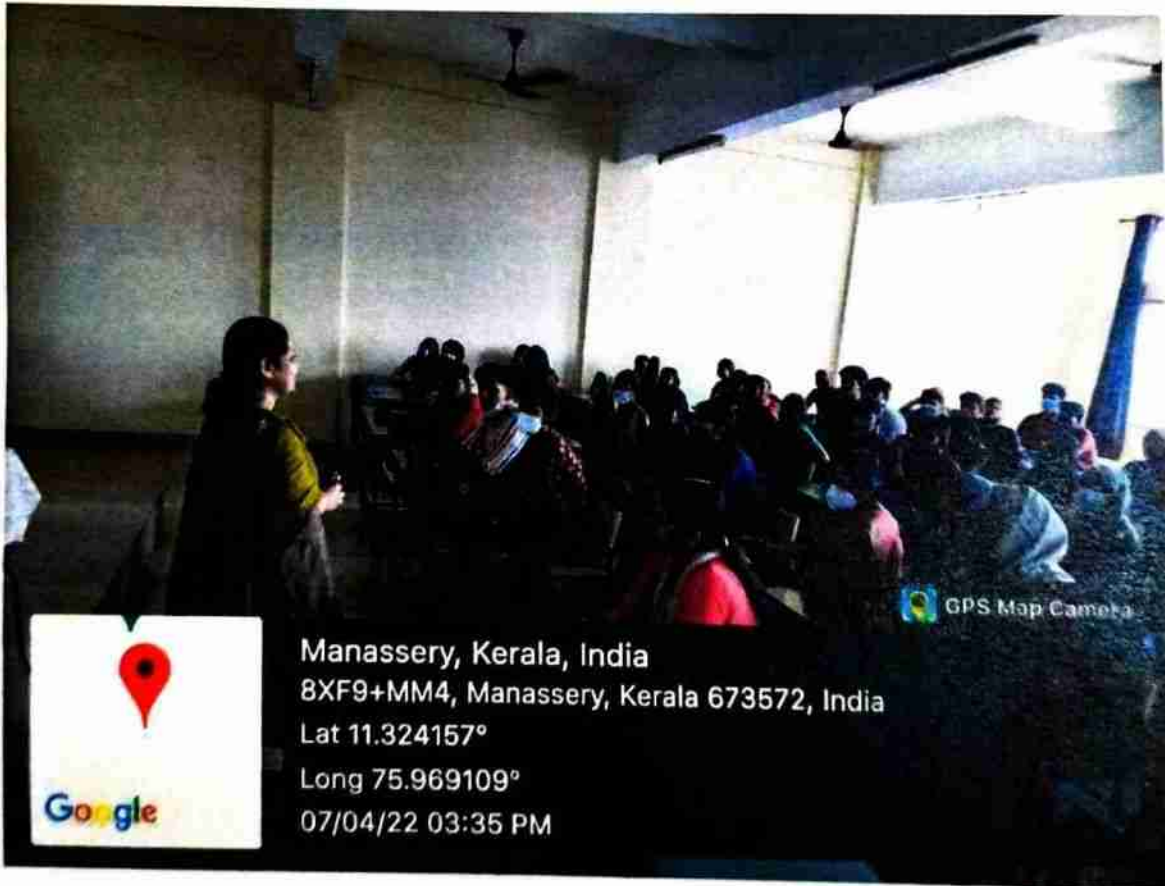 GPS Map Camera
Manassery, Kerala, India
8XF9+MM4, Manassery, Kerala 673572, India
Lat 11.324157°
Long 75.969109°
07/04/22 03:35 PM
Google